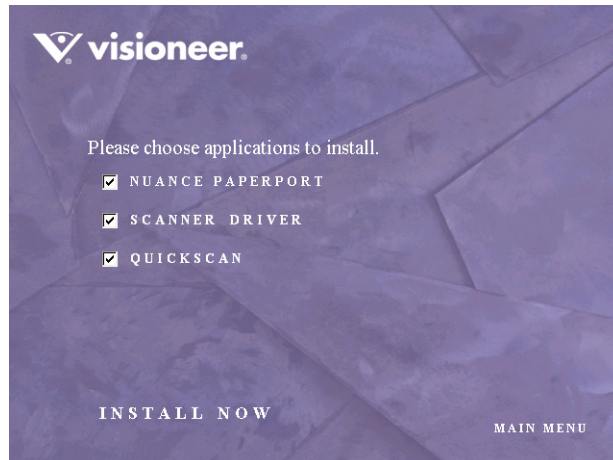 visioneer.
Please choose applications to install.
NUANCE PAPERPORT
SCANNER DRIVER
QUICKSCAN
INSTALL NOW
MAIN MENU